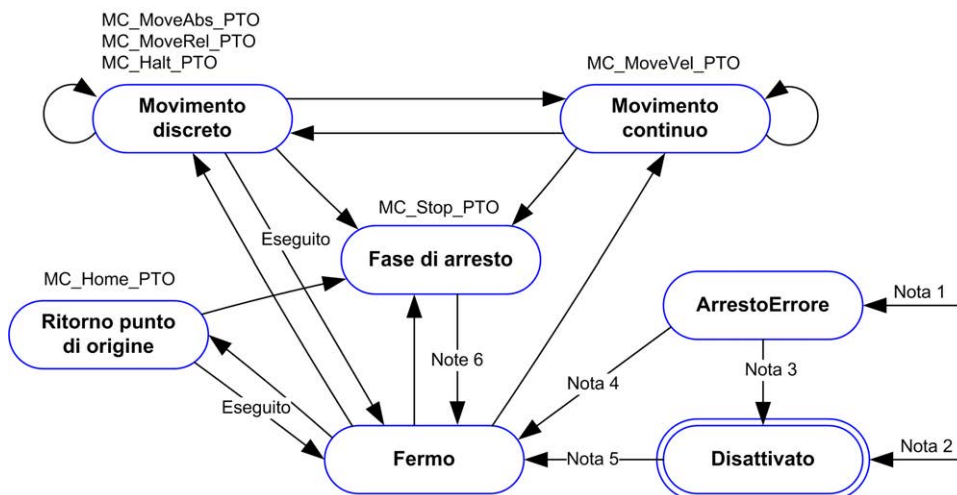 MC_MoveAbs_PTO
MC_MoveRel_PTO
MC_Halt_PTO
MC_MoveVel_PTO
Movimento
discreto
Movimento
continuo
MC_Stop_PTO
Eseguito
Fase di arresto
MC_Home_PTO
Ritorno punto
di origine
ArrestoErrore
Nota 1
Note 6
Nota 4
Nota 3
Eseguito
Fermo
Nota 5
Disattivato
Nota 2